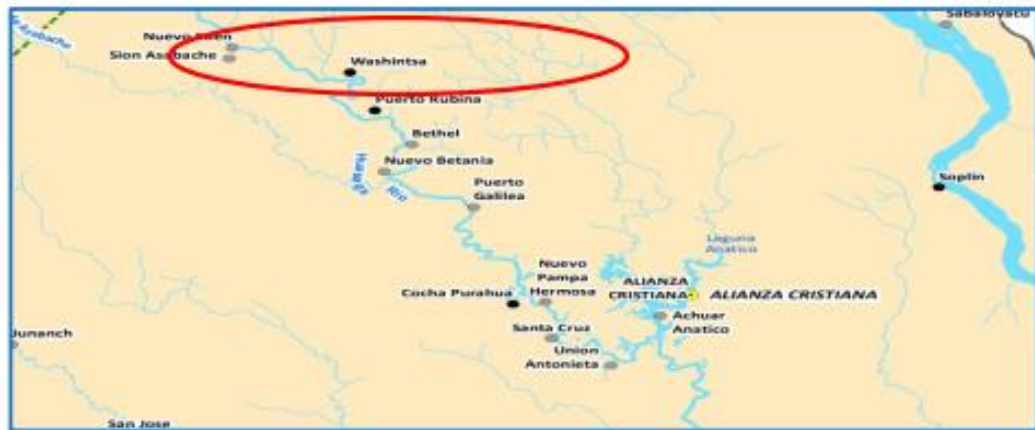 Sabaloyacu
Nuevo
Sion Asabache
Washintsa
Puerto Rubina
Bethel
Nuevo Betania
Río
Puerto
Galilea
Soplin
Laguna
Anatico
Nuevo
Pampa
Hermosa
ALIANZA
CRISTIANA
ALIANZA CRISTIANA
Cocha Purahua
Achuar
Anatico
Santa Cruz
Union
Antonieta
Junanch
San Jose